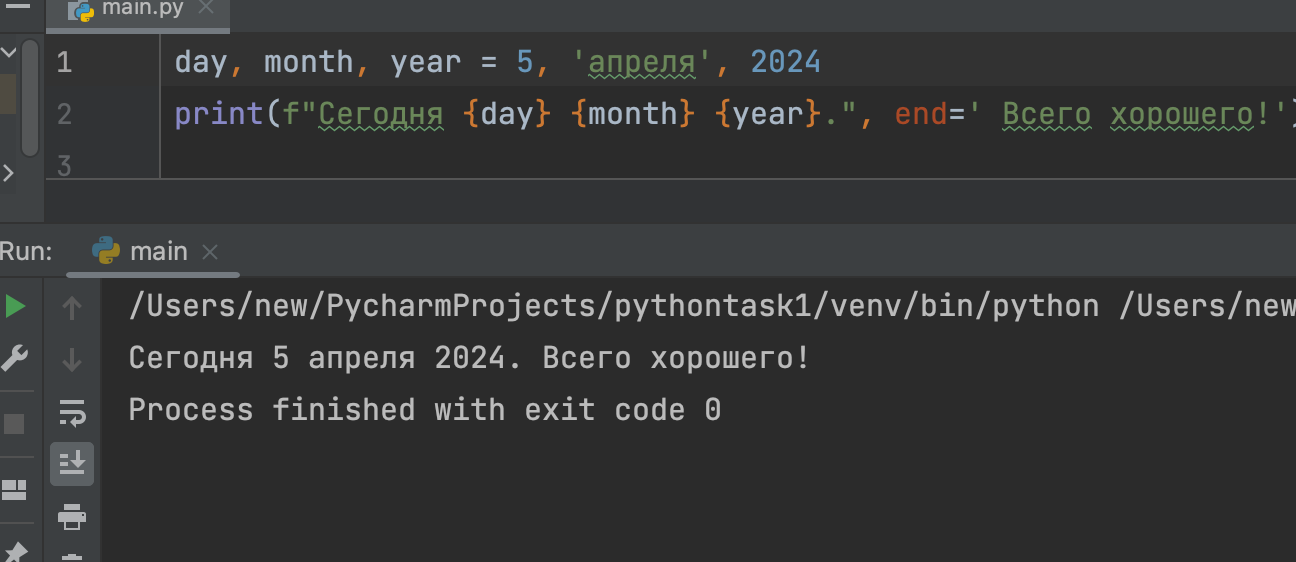 main.py
1 day, month, year = 5, 'апреля', 2024
2 print(f"Сегодня {day} {month} {year}.", end=' Всего хорошего!')
3
Run: main
/Users/new/PycharmProjects/pythontask1/venv/bin/python /Users/new
Сегодня 5 апреля 2024. Всего хорошего!
Process finished with exit code 0